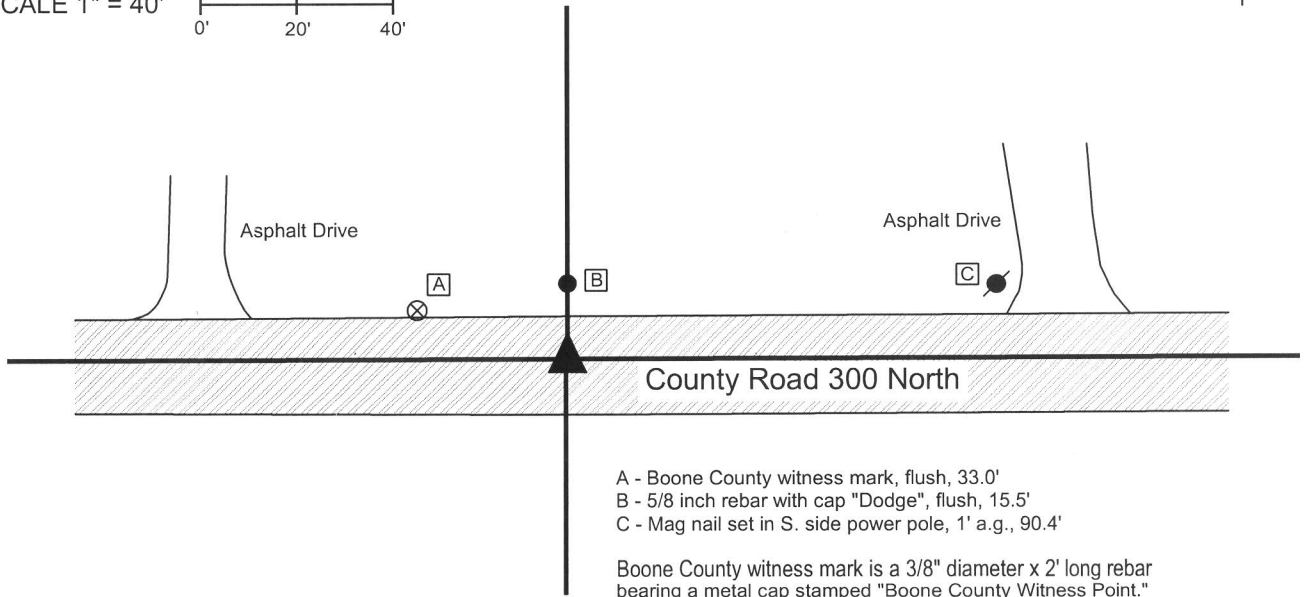 CALE 1" = 40'
0' 20' 40'
Asphalt Drive
Asphalt Drive
A
B
C
County Road 300 North
A - Boone County witness mark, flush, 33.0'
B - 5/8 inch rebar with cap "Dodge", flush, 15.5'
C - Mag nail set in S. side power pole, 1' a.g., 90.4'
Boone County witness mark is a 3/8" diameter x 2' long rebar
bearing a metal cap stamped "Boone County Witness Point."